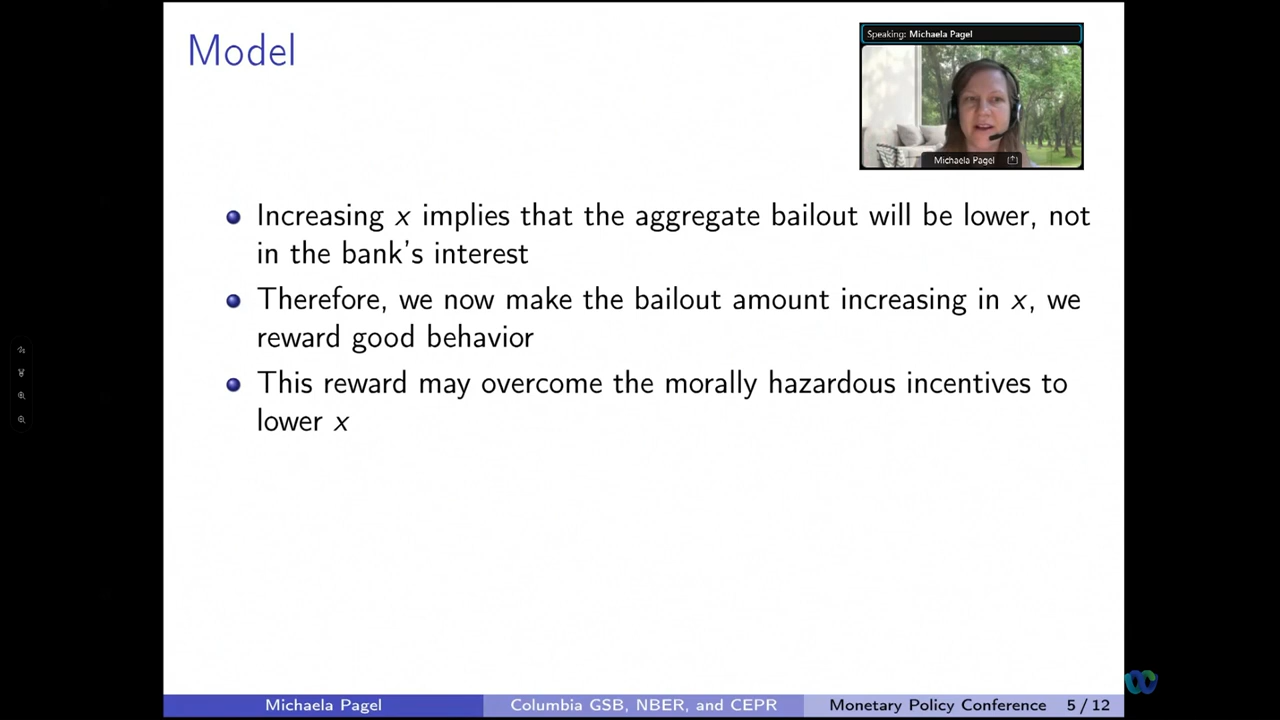 Model
Speaking: Michaela Pagel
Michaela Pagel
Increasing x implies that the aggregate bailout will be lower, not
in the bank's interest
Therefore, we now make the bailout amount increasing in x, we
reward good behavior
This reward may overcome the morally hazardous incentives to
lower x
Michaela Pagel
Columbia GSB, NBER, and CEPR
Monetary Policy Conference
5 / 12